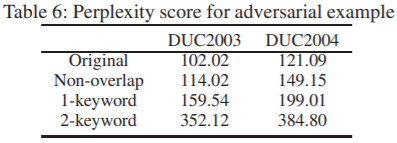 Table 6: Perplexity score for adversarial example
DUC2003 DUC2004
Original 102.02 121.09
Non-overlap 114.02 149.15
1-keyword 159.54 199.01
2-keyword 352.12 384.80